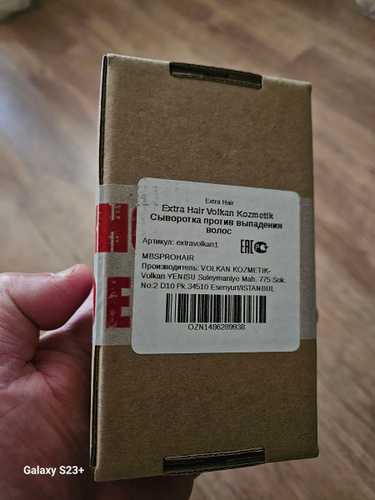 Extra Hair
Extra Hair Volkan Kozmetik
Сыворотка против выпадения
волос
Артикул: extravolkan1
EAC
MBSPROHAIR
Производитель: VOLKAN KOZMETIK-
Volkan YENISU Suleymaniye Mah. 775 Sok.
No:2 D10 Pk.34510 Esenyurt/ISTANBUL
OZN1486289938
Galaxy S23+